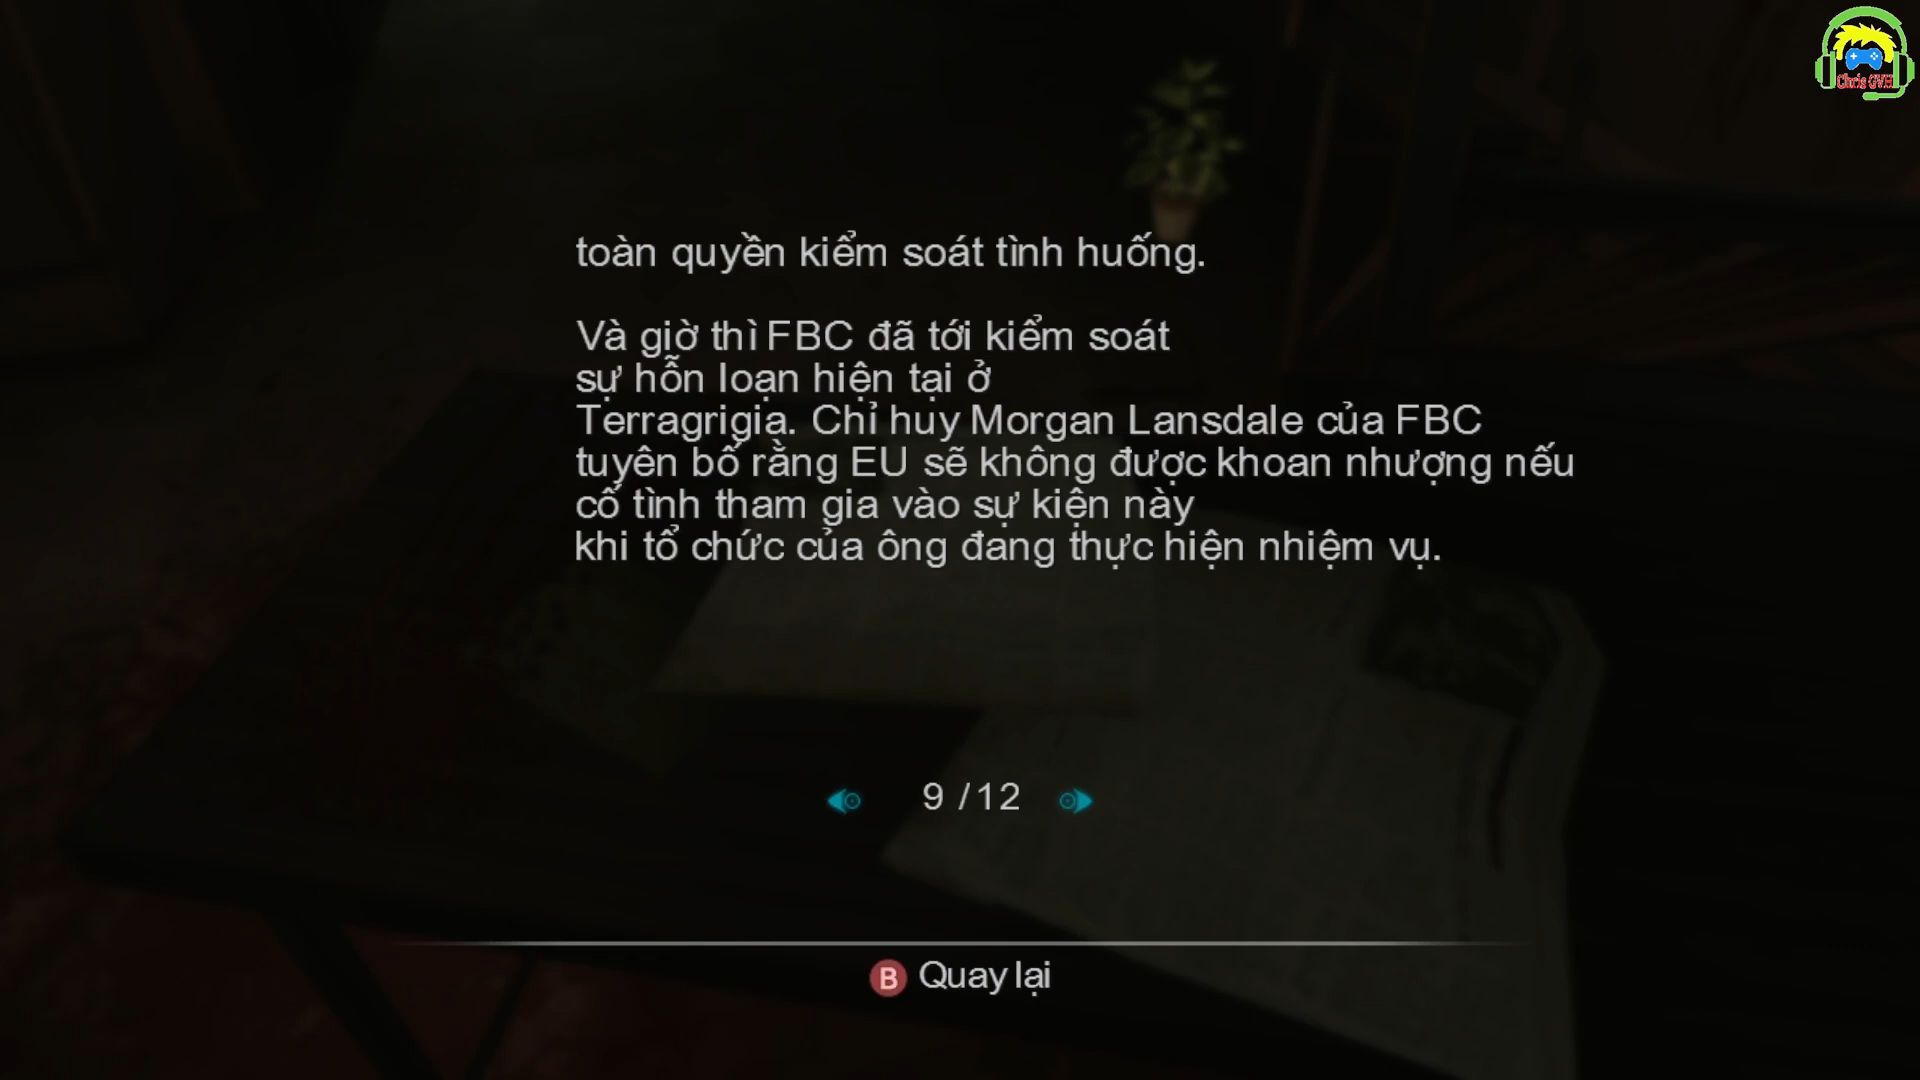 Chris GVH
toàn quyền kiểm soát tình huống.
Và giờ thì FBC đã tới kiểm soát
sự hỗn loạn hiện tại ở
Terragrigia. Chỉ huy Morgan Lansdale của FBC
tuyên bố rằng EU sẽ không được khoan nhượng nếu
cố tình tham gia vào sự kiện này
khi tổ chức của ông đang thực hiện nhiệm vụ.
9 /12
B Quay lại